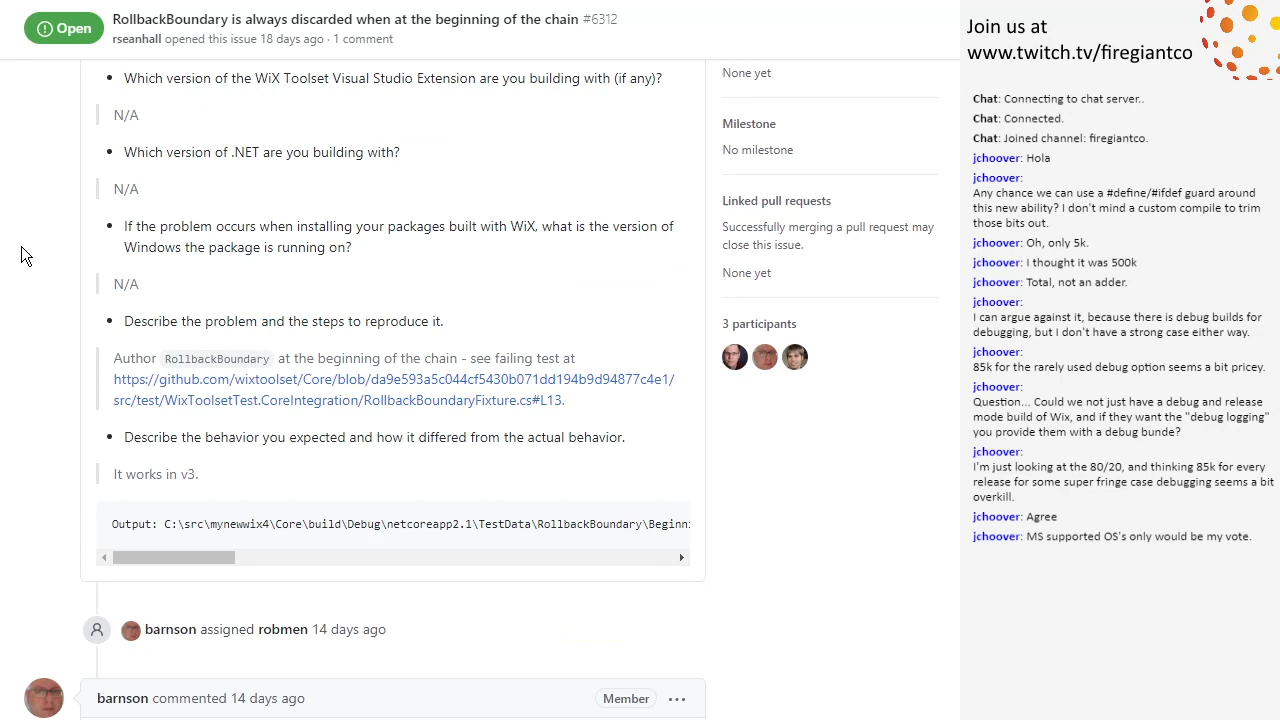 Open
RollbackBoundary is always discarded when at the beginning of the chain #6312
rseanhall opened this issue 18 days ago · 1 comment
• Which version of the WiX Toolset Visual Studio Extension are you building with (if any)?
N/A
• Which version of .NET are you building with?
N/A
• If the problem occurs when installing your packages built with WiX, what is the version of
Windows the package is running on?
N/A
• Describe the problem and the steps to reproduce it.
Author RollbackBoundary at the beginning of the chain - see failing test at
https://github.com/wixtoolset/Core/blob/da9e593a5c044cf5430b071dd194b9d94877c4e1/
src/test/WixToolsetTest.CoreIntegration/RollbackBoundaryFixture.cs#L13.
• Describe the behavior you expected and how it differed from the actual behavior.
It works in v3.
Output: C:\src\mynewwix4\Core\build\Debug\netcoreapp2.1\TestData\RollbackBoundary\Beginni
barnson assigned robmen 14 days ago
barnson commented 14 days ago
Member
None yet
Milestone
No milestone
Linked pull requests
Successfully merging a pull request may
close this issue.
None yet
3 participants
Join us at
www.twitch.tv/firegiantco
Chat: Connecting to chat server..
Chat: Connected.
Chat: Joined channel: firegiantco.
jchoover: Hola
jchoover:
Any chance we can use a #define/#ifdef guard around
this new ability? I don't mind a custom compile to trim
those bits out.
jchoover: Oh, only 5k.
jchoover: I thought it was 500k
jchoover: Total, not an adder.
jchoover:
I can argue against it, because there is debug builds for
debugging, but I don't have a strong case either way.
jchoover:
85k for the rarely used debug option seems a bit pricey.
jchoover:
Question... Could we not just have a debug and release
mode build of Wix, and if they want the "debug logging"
you provide them with a debug bunde?
jchoover:
I'm just looking at the 80/20, and thinking 85k for every
release for some super fringe case debugging seems a bit
overkill.
jchoover: Agree
jchoover: MS supported OS's only would be my vote.